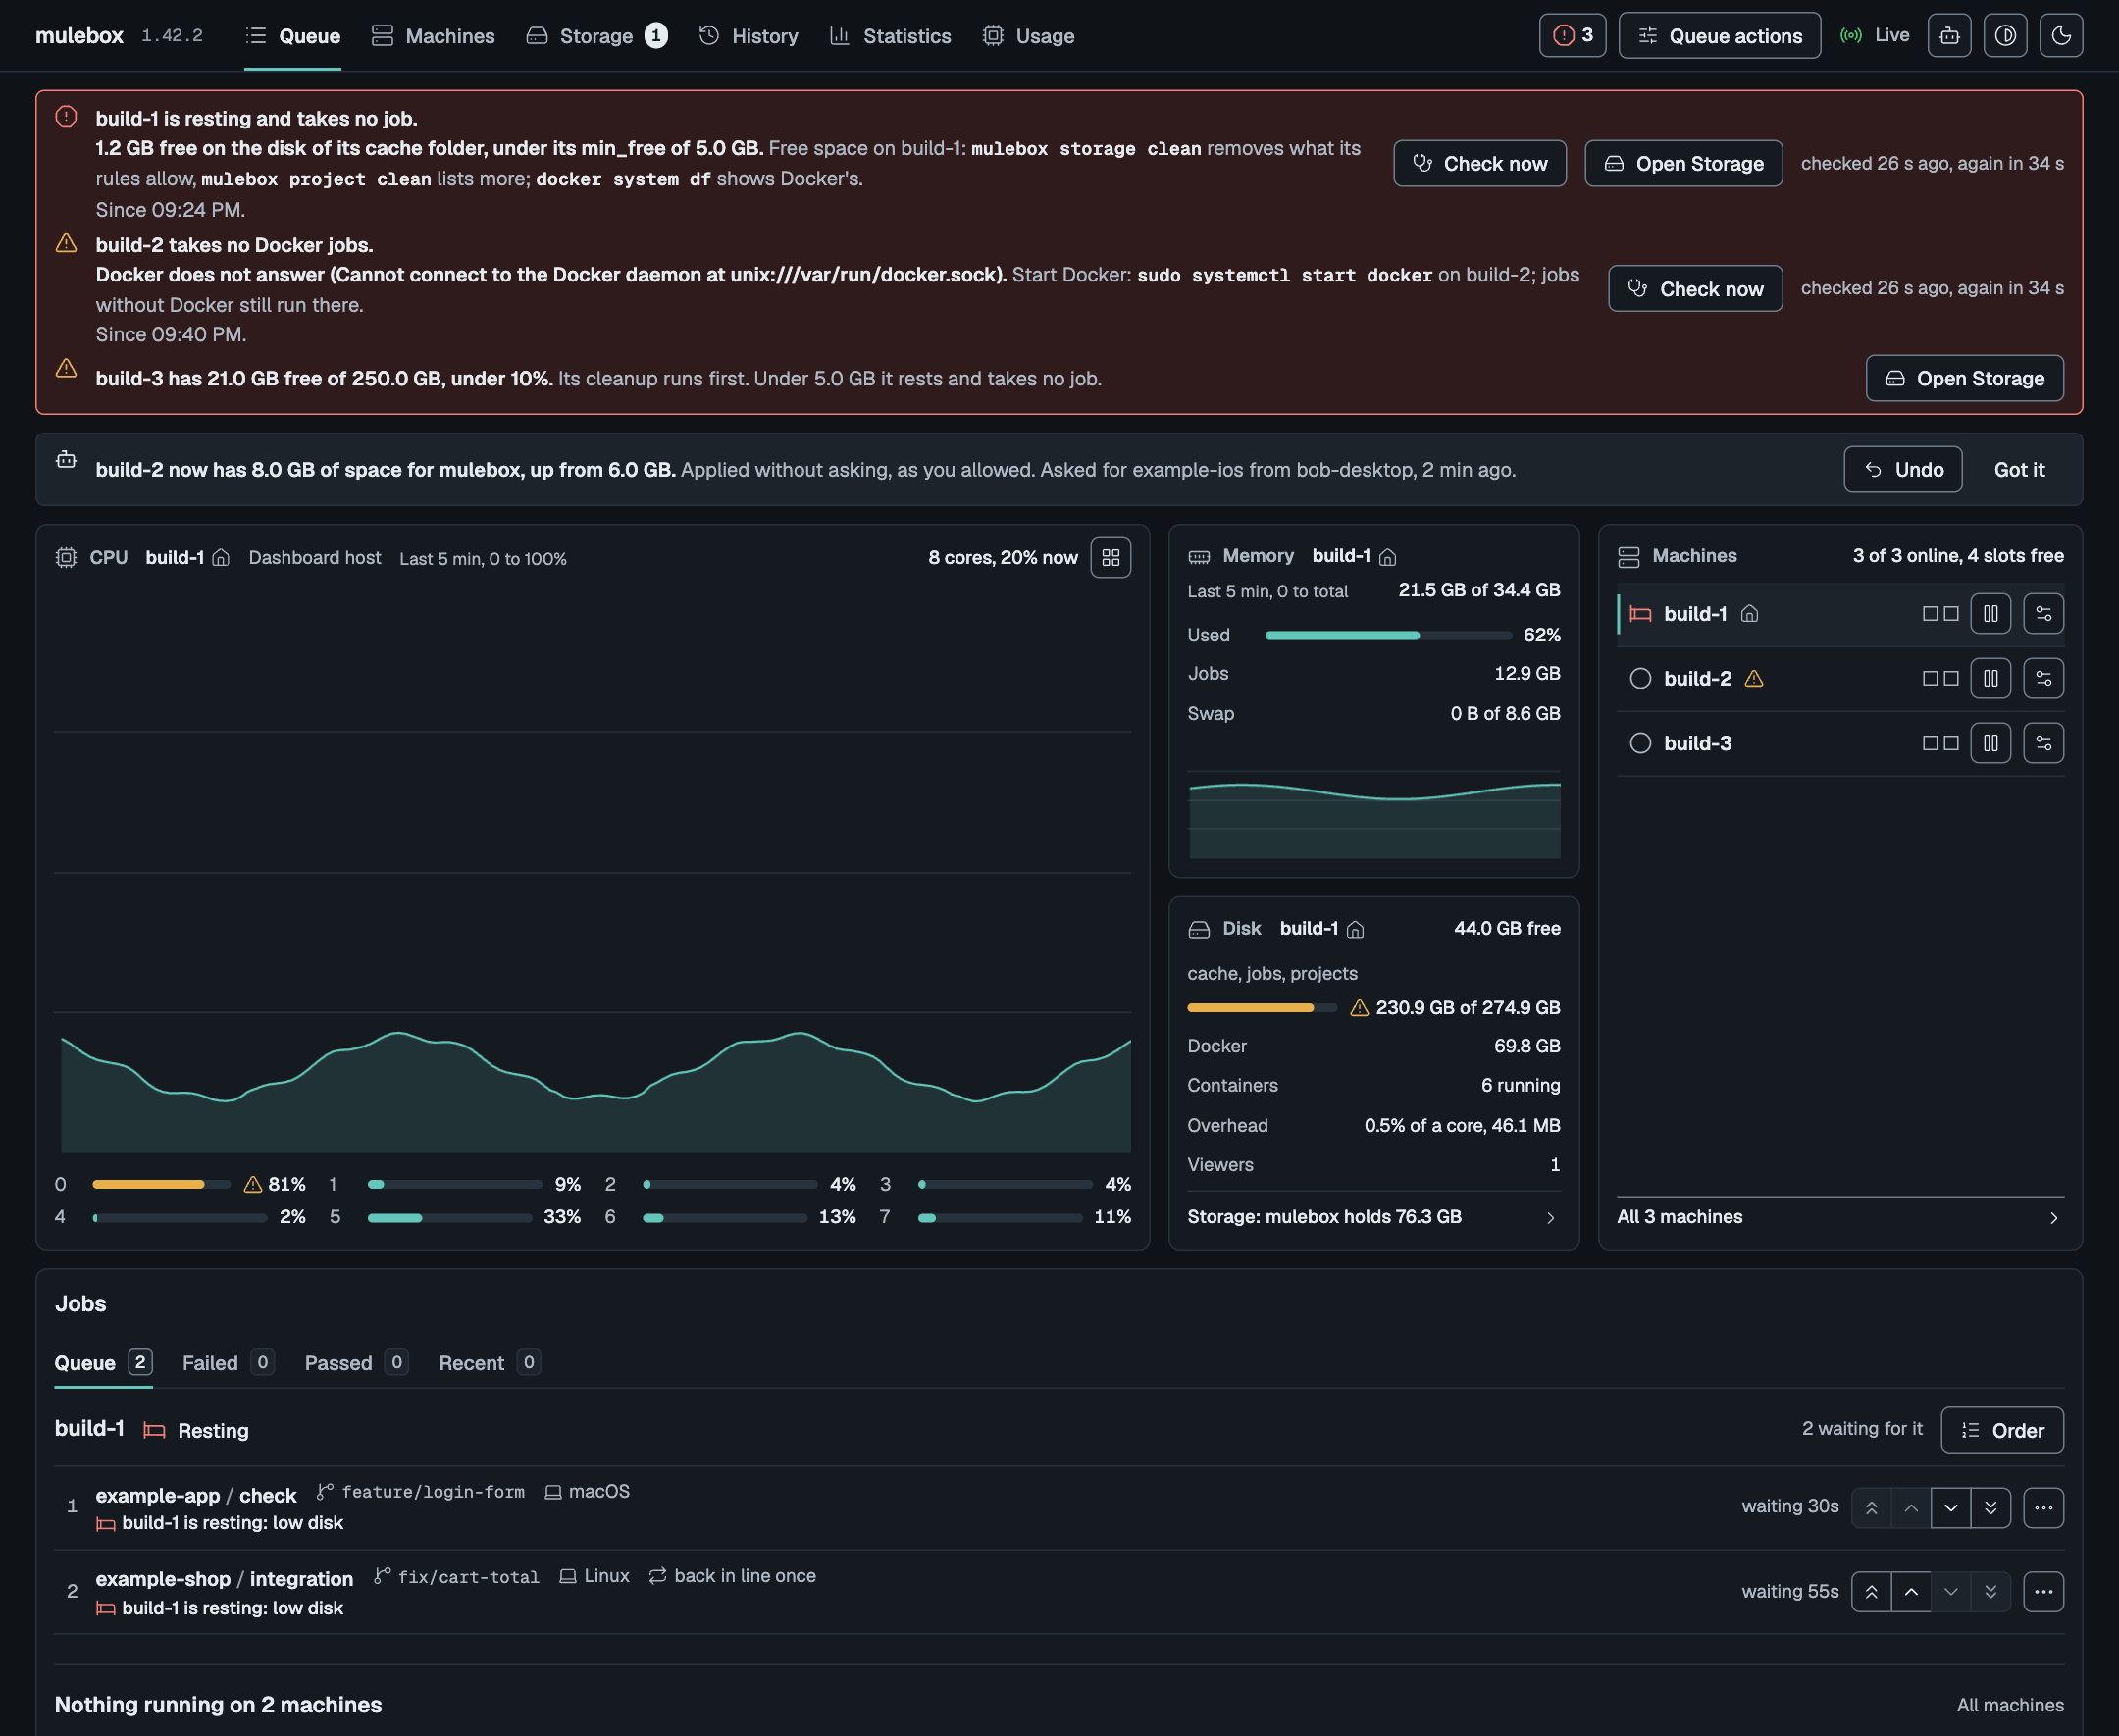 mulebox 1.42.2 Queue Machines Storage 1 History Statistics Usage 3 Queue actions Live
build-1 is resting and takes no job.
1.2 GB free on the disk of its cache folder, under its min_free of 5.0 GB. Free space on build-1: mulebox storage clean removes what its
rules allow, mulebox project clean lists more; docker system df shows Docker's.
Since 09:24 PM.
Check now Open Storage checked 26 s ago, again in 34 s
build-2 takes no Docker jobs.
Docker does not answer (Cannot connect to the Docker daemon at unix:///var/run/docker.sock). Start Docker: sudo systemctl start docker on build-2; jobs
without Docker still run there.
Since 09:40 PM.
Check now checked 26 s ago, again in 34 s
build-3 has 21.0 GB free of 250.0 GB, under 10%. Its cleanup runs first. Under 5.0 GB it rests and takes no job.
Open Storage
build-2 now has 8.0 GB of space for mulebox, up from 6.0 GB. Applied without asking, as you allowed. Asked for example-ios from bob-desktop, 2 min ago.
Undo Got it
CPU build-1 Dashboard host Last 5 min, 0 to 100% 8 cores, 20% now
0 81% 1 9% 2 4% 3 4%
4 2% 5 33% 6 13% 7 11%
Memory build-1
Last 5 min, 0 to total 21.5 GB of 34.4 GB
Used 62%
Jobs 12.9 GB
Swap 0 B of 8.6 GB
Disk build-1 44.0 GB free
cache, jobs, projects
230.9 GB of 274.9 GB
Docker 69.8 GB
Containers 6 running
Overhead 0.5% of a core, 46.1 MB
Viewers 1
Storage: mulebox holds 76.3 GB
Machines 3 of 3 online, 4 slots free
build-1
build-2
build-3
All 3 machines
Jobs
Queue 2 Failed 0 Passed 0 Recent 0
build-1 Resting 2 waiting for it Order
1 example-app / check feature/login-form macOS waiting 30s
build-1 is resting: low disk
2 example-shop / integration fix/cart-total Linux back in line once waiting 55s
build-1 is resting: low disk
Nothing running on 2 machines All machines